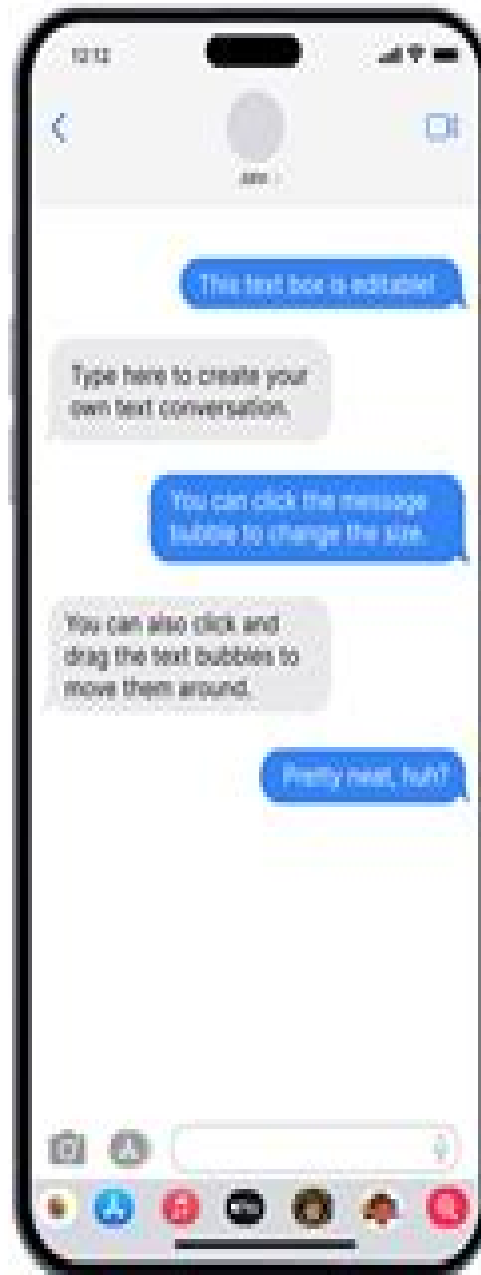 12:12
This text box is editable!
Type here to create your
own text conversation.
You can click the message
bubble to change the size.
You can also click and
drag the text bubbles to
move them around.
Pretty neat, huh?